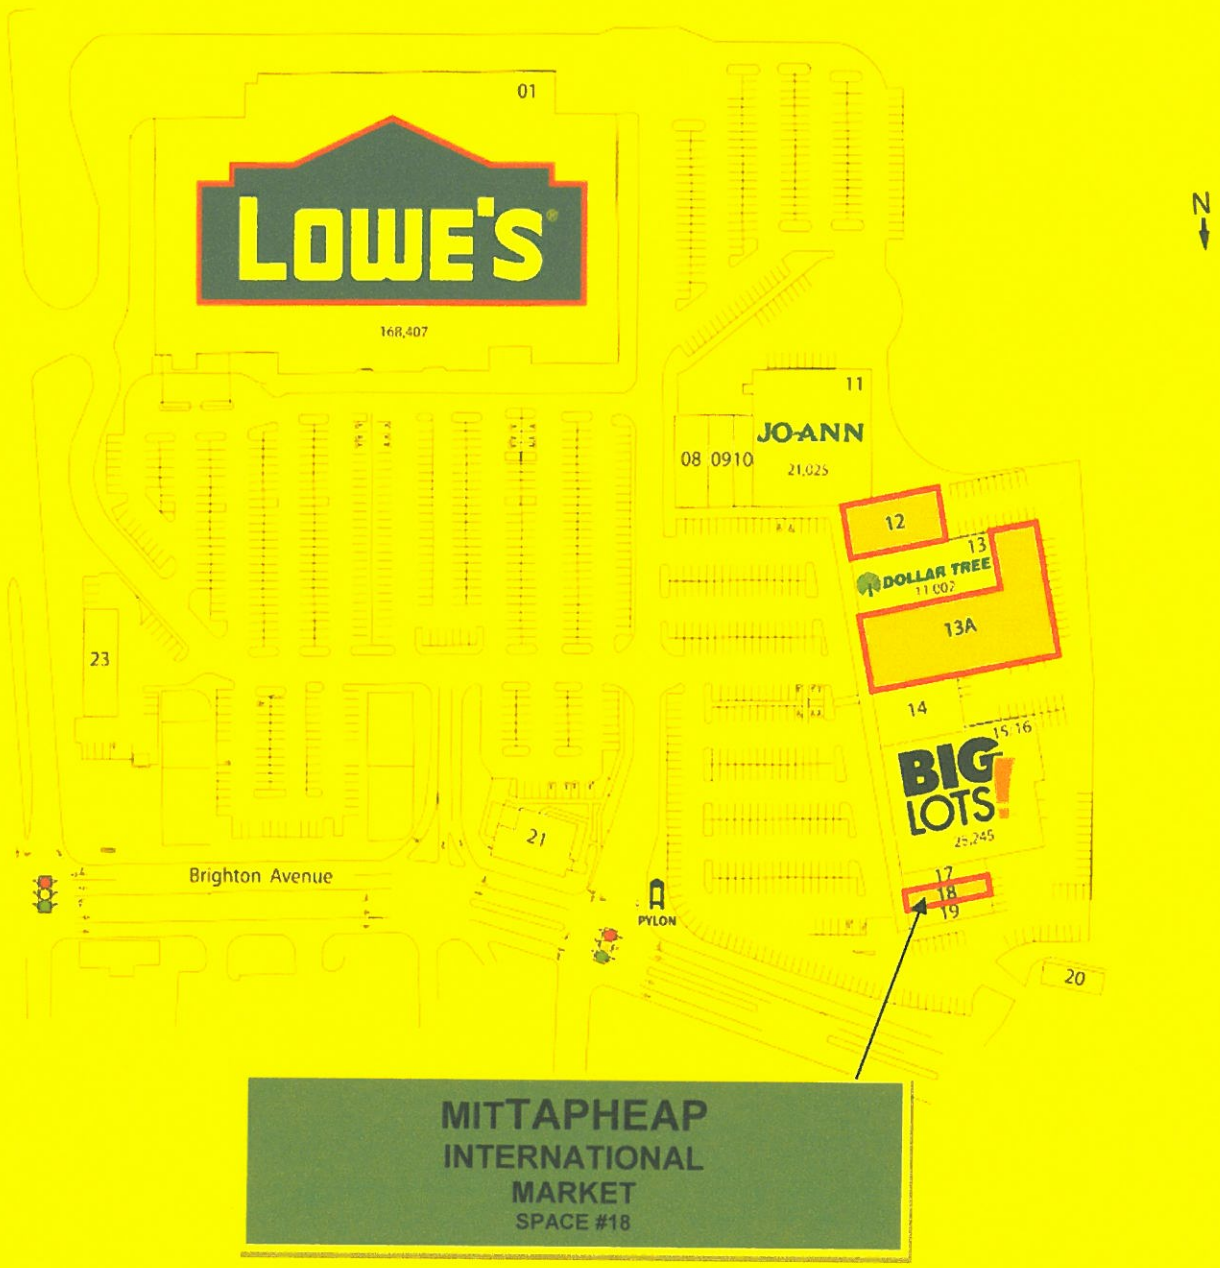 01
LOWE'S®
168,407
N
11
JO-ANN
21,025
08 09 10
12
13
DOLLAR TREE
11,007
13A
14
15/16
BIG
LOTS!
25,245
17
18
19
20
21
23
Brighton Avenue
PYLON
MITTAPHEAP
INTERNATIONAL
MARKET
SPACE #18